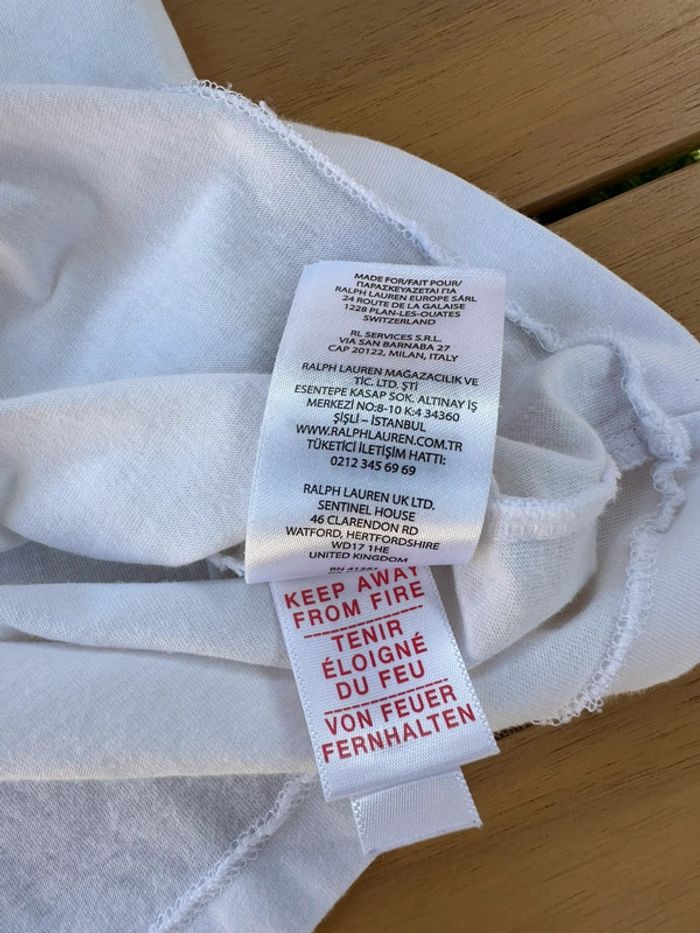 MADE FOR/FAIT POUR/
ΠΑΡΑΣΚΕΥΑΖΕΤΑΙ ΓΙΑ
RALPH LAUREN EUROPE SÁRL
24 ROUTE DE LA GALAISE
1228 PLAN-LES-OUATES
SWITZERLAND
RL SERVICES S.R.L.
VIA SAN BARNABA 27
CAP 20122, MILAN, ITALY
RALPH LAUREN MAĞAZACILIK VE
TİC. LTD. ŞTİ
ESENTEPE KASAP SOK. ALTINAY İŞ
MERKEZİ NO:8-10 K:4 34360
ŞİŞLİ – İSTANBUL
WWW.RALPHLAUREN.COM.TR
TÜKETİCİ İLETİŞİM HATTI:
0212 345 69 69
RALPH LAUREN UK LTD.
SENTINEL HOUSE
46 CLARENDON RD
WATFORD, HERTFORDSHIRE
WD17 1HE
UNITED KINGDOM
RN
KEEP AWAY
FROM FIRE
TENIR
ÉLOIGNÉ
DU FEU
VON FEUER
FERNHALTEN